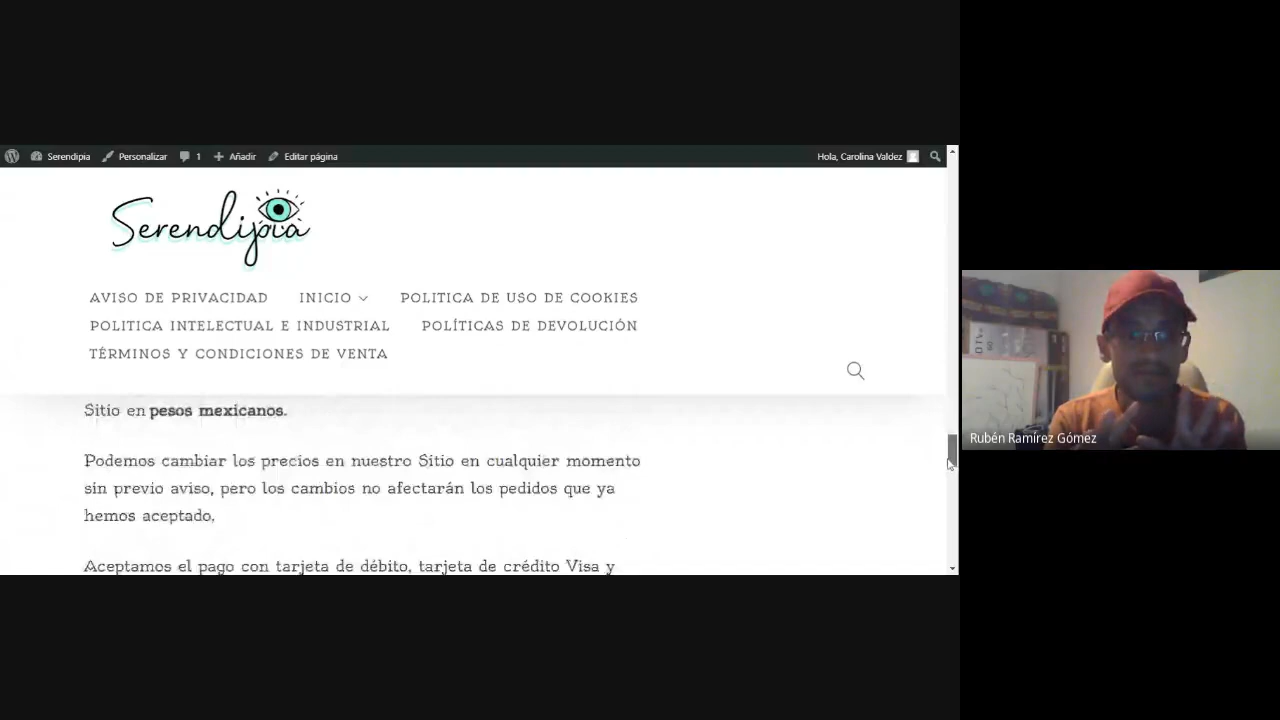 Serendipia Personalizar 1 Añadir Editar página Hola, Carolina Valdez
Serendipia
AVISO DE PRIVACIDAD INICIO POLITICA DE USO DE COOKIES
POLITICA INTELECTUAL E INDUSTRIAL POLÍTICAS DE DEVOLUCIÓN
TÉRMINOS Y CONDICIONES DE VENTA
Sitio en pesos mexicanos.
Podemos cambiar los precios en nuestro Sitio en cualquier momento
sin previo aviso, pero los cambios no afectarán los pedidos que ya
hemos aceptado.
Aceptamos el pago con tarjeta de débito, tarjeta de crédito Visa y
Rubén Ramírez Gómez